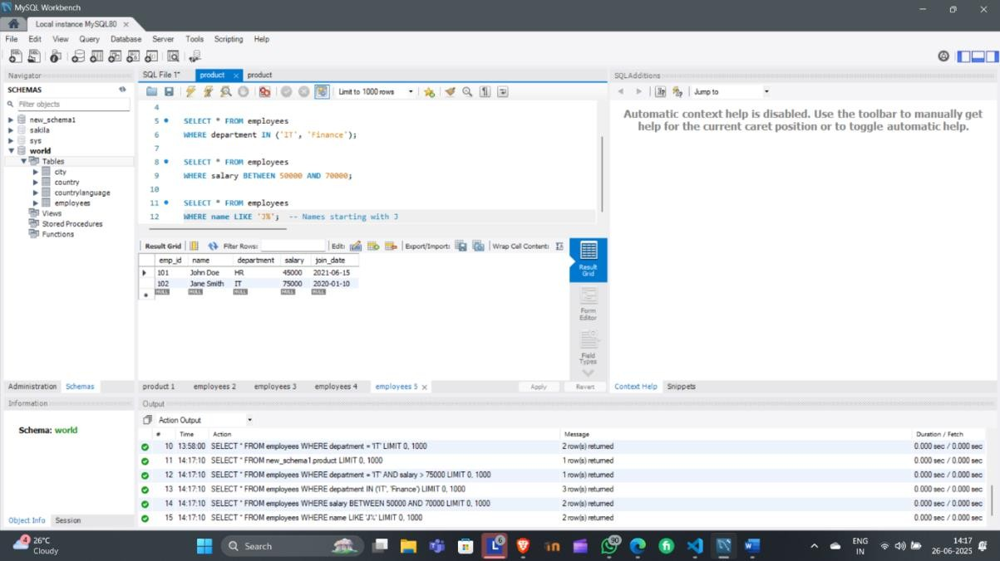 MySQL Workbench
Local instance MySQL80
File Edit View Query Database Server Tools Scripting Help
Navigator
SCHEMAS
Filter objects
new_schema1
sakila
sys
world
Tables
city
country
countrylanguage
employees
Views
Stored Procedures
Functions
Administration Schemas
Information
Schema: world
Object Info Session
SQL File 1* product product
Limit to 1000 rows
4
5 SELECT * FROM employees
6 WHERE department IN ('IT', 'Finance');
7
8 SELECT * FROM employees
9 WHERE salary BETWEEN 50000 AND 70000;
10
11 SELECT * FROM employees
12 WHERE name LIKE 'J%'; -- Names starting with J
Result Grid Filter Rows: Edit: Export/Import: Wrap Cell Content:
emp_id name department salary join_date
101 John Doe HR 45000 2021-06-15
102 Jane Smith IT 75000 2020-01-10
NULL NULL NULL NULL NULL
Result Grid
Form Editor
Field Types
product 1 employees 2 employees 3 employees 4 employees 5 Apply Revert
SQLAdditions
Jump to
Automatic context help is disabled. Use the toolbar to manually get
help for the current caret position or to toggle automatic help.
Context Help Snippets
Output
Action Output
# Time Action Message Duration / Fetch
10 13:58:00 SELECT * FROM employees WHERE department = 'IT' LIMIT 0, 1000 2 row(s) returned 0.000 sec / 0.000 sec
11 14:17:10 SELECT * FROM new_schema1.product LIMIT 0, 1000 1 row(s) returned 0.000 sec / 0.000 sec
12 14:17:10 SELECT * FROM employees WHERE department = 'IT' AND salary > 75000 LIMIT 0, 1000 1 row(s) returned 0.000 sec / 0.000 sec
13 14:17:10 SELECT * FROM employees WHERE department IN ('IT', 'Finance') LIMIT 0, 1000 3 row(s) returned 0.000 sec / 0.000 sec
14 14:17:10 SELECT * FROM employees WHERE salary BETWEEN 50000 AND 70000 LIMIT 0, 1000 2 row(s) returned 0.000 sec / 0.000 sec
15 14:17:10 SELECT * FROM employees WHERE name LIKE 'J%' LIMIT 0, 1000 2 row(s) returned 0.000 sec / 0.000 sec
4
26°C
Cloudy
Search
6
90
ENG
IN
14:17
26-06-2025